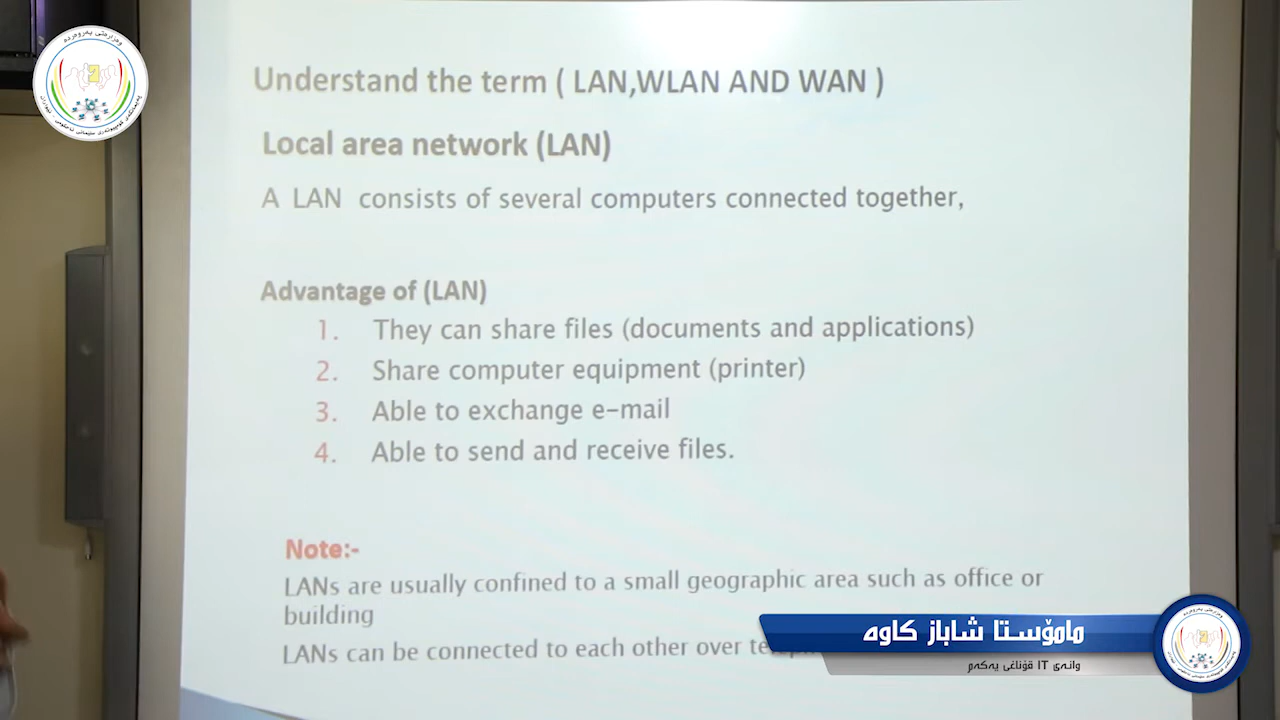 Understand the term ( LAN,WLAN AND WAN )
Local area network (LAN)
A LAN consists of several computers connected together,
Advantage of (LAN)
1. They can share files (documents and applications)
2. Share computer equipment (printer)
3. Able to exchange e-mail
4. Able to send and receive files.
Note:-
LANs are usually confined to a small geographic area such as office or
building
LANs can be connected to each other over
مامۆستا شاباز کاوە
وانەی IT قۆناغی یەکەم